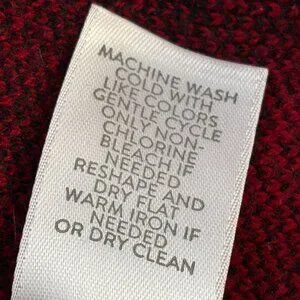 MACHINE WASH
COLD WITH
LIKE COLORS
GENTLE CYCLE
ONLY NON-
CHLORINE
BLEACH IF
NEEDED
RESHAPE AND
DRY FLAT
WARM IRON IF
NEEDED
OR DRY CLEAN